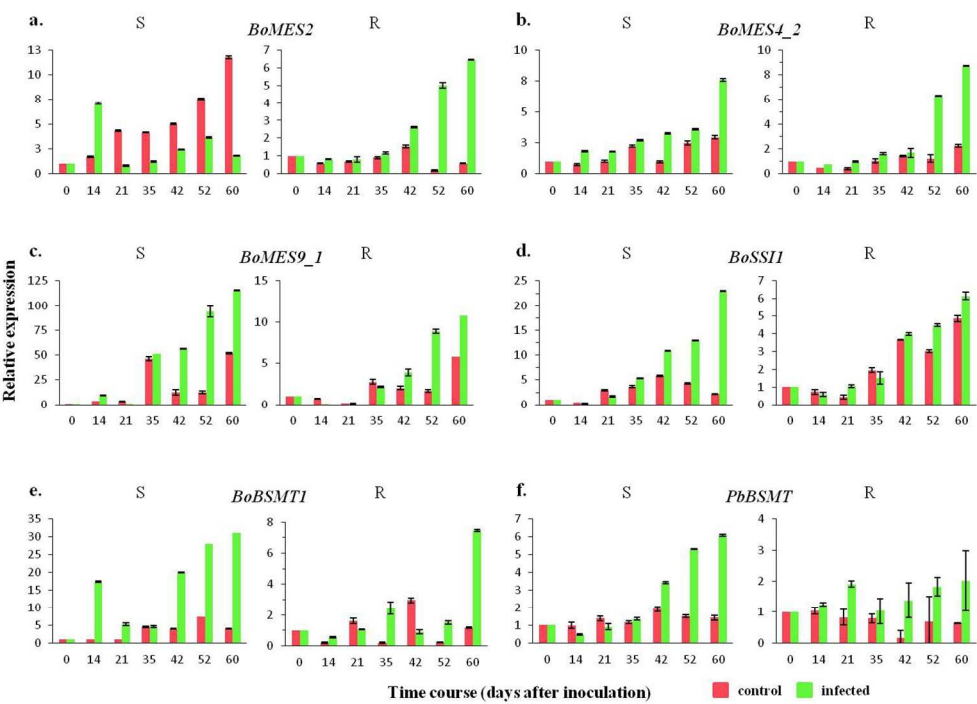 a. S BoMES2 R b. S BoMES4_2 R
13 7 10 10
10 6 8 8
8 5 5 6
5 4 3 4
3 3 0 2
0 2 0
1
0
0 14 21 35 42 52 60 0 14 21 35 42 52 60 0 14 21 35 42 52 60 0 14 21 35 42 52 60
c. S BoMES9_1 R d. S BoSSI1 R
Relative expression
125 15 25 7
100 10 20 6
75 5 15 5
50 0 10 4
25 5 3
0 0 2
1
0
0 14 21 35 42 52 60 0 14 21 35 42 52 60 0 14 21 35 42 52 60 0 14 21 35 42 52 60
e. S BoBSMT1 R f. S PbBSMT R
35 8 7 4
30 6 6 3
25 4 5 2
20 2 4 1
15 0 3 0
10 2
5 1
0 0
0 14 21 35 42 52 60 0 14 21 35 42 52 60 0 14 21 35 42 52 60 0 14 21 35 42 52 60
Time course (days after inoculation) control infected